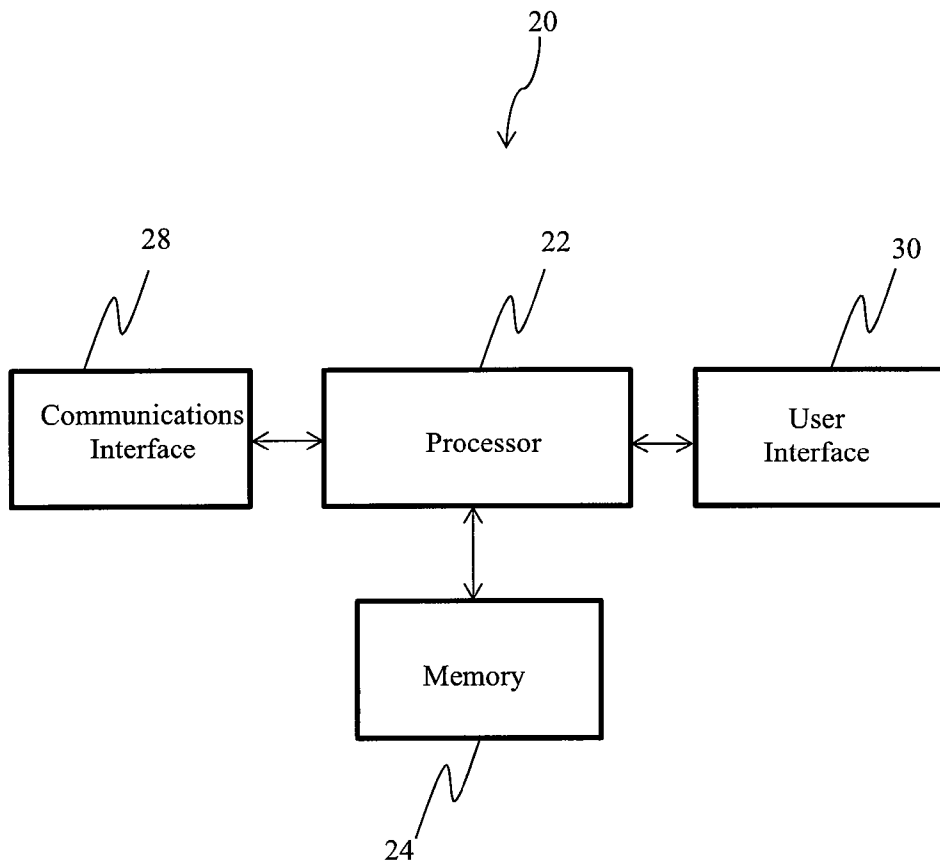 20
28
22
30
Communications
Interface
Processor
User
Interface
Memory
24